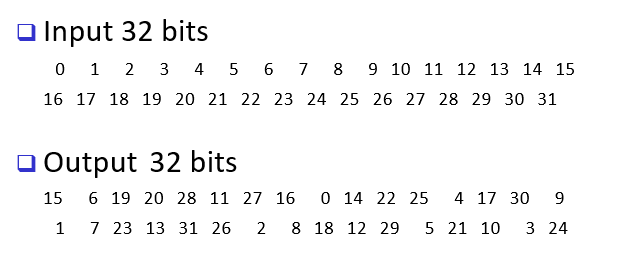 Input 32 bits
0 1 2 3 4 5 6 7 8 9 10 11 12 13 14 15
16 17 18 19 20 21 22 23 24 25 26 27 28 29 30 31
Output 32 bits
15 6 19 20 28 11 27 16 0 14 22 25 4 17 30 9
1 7 23 13 31 26 2 8 18 12 29 5 21 10 3 24